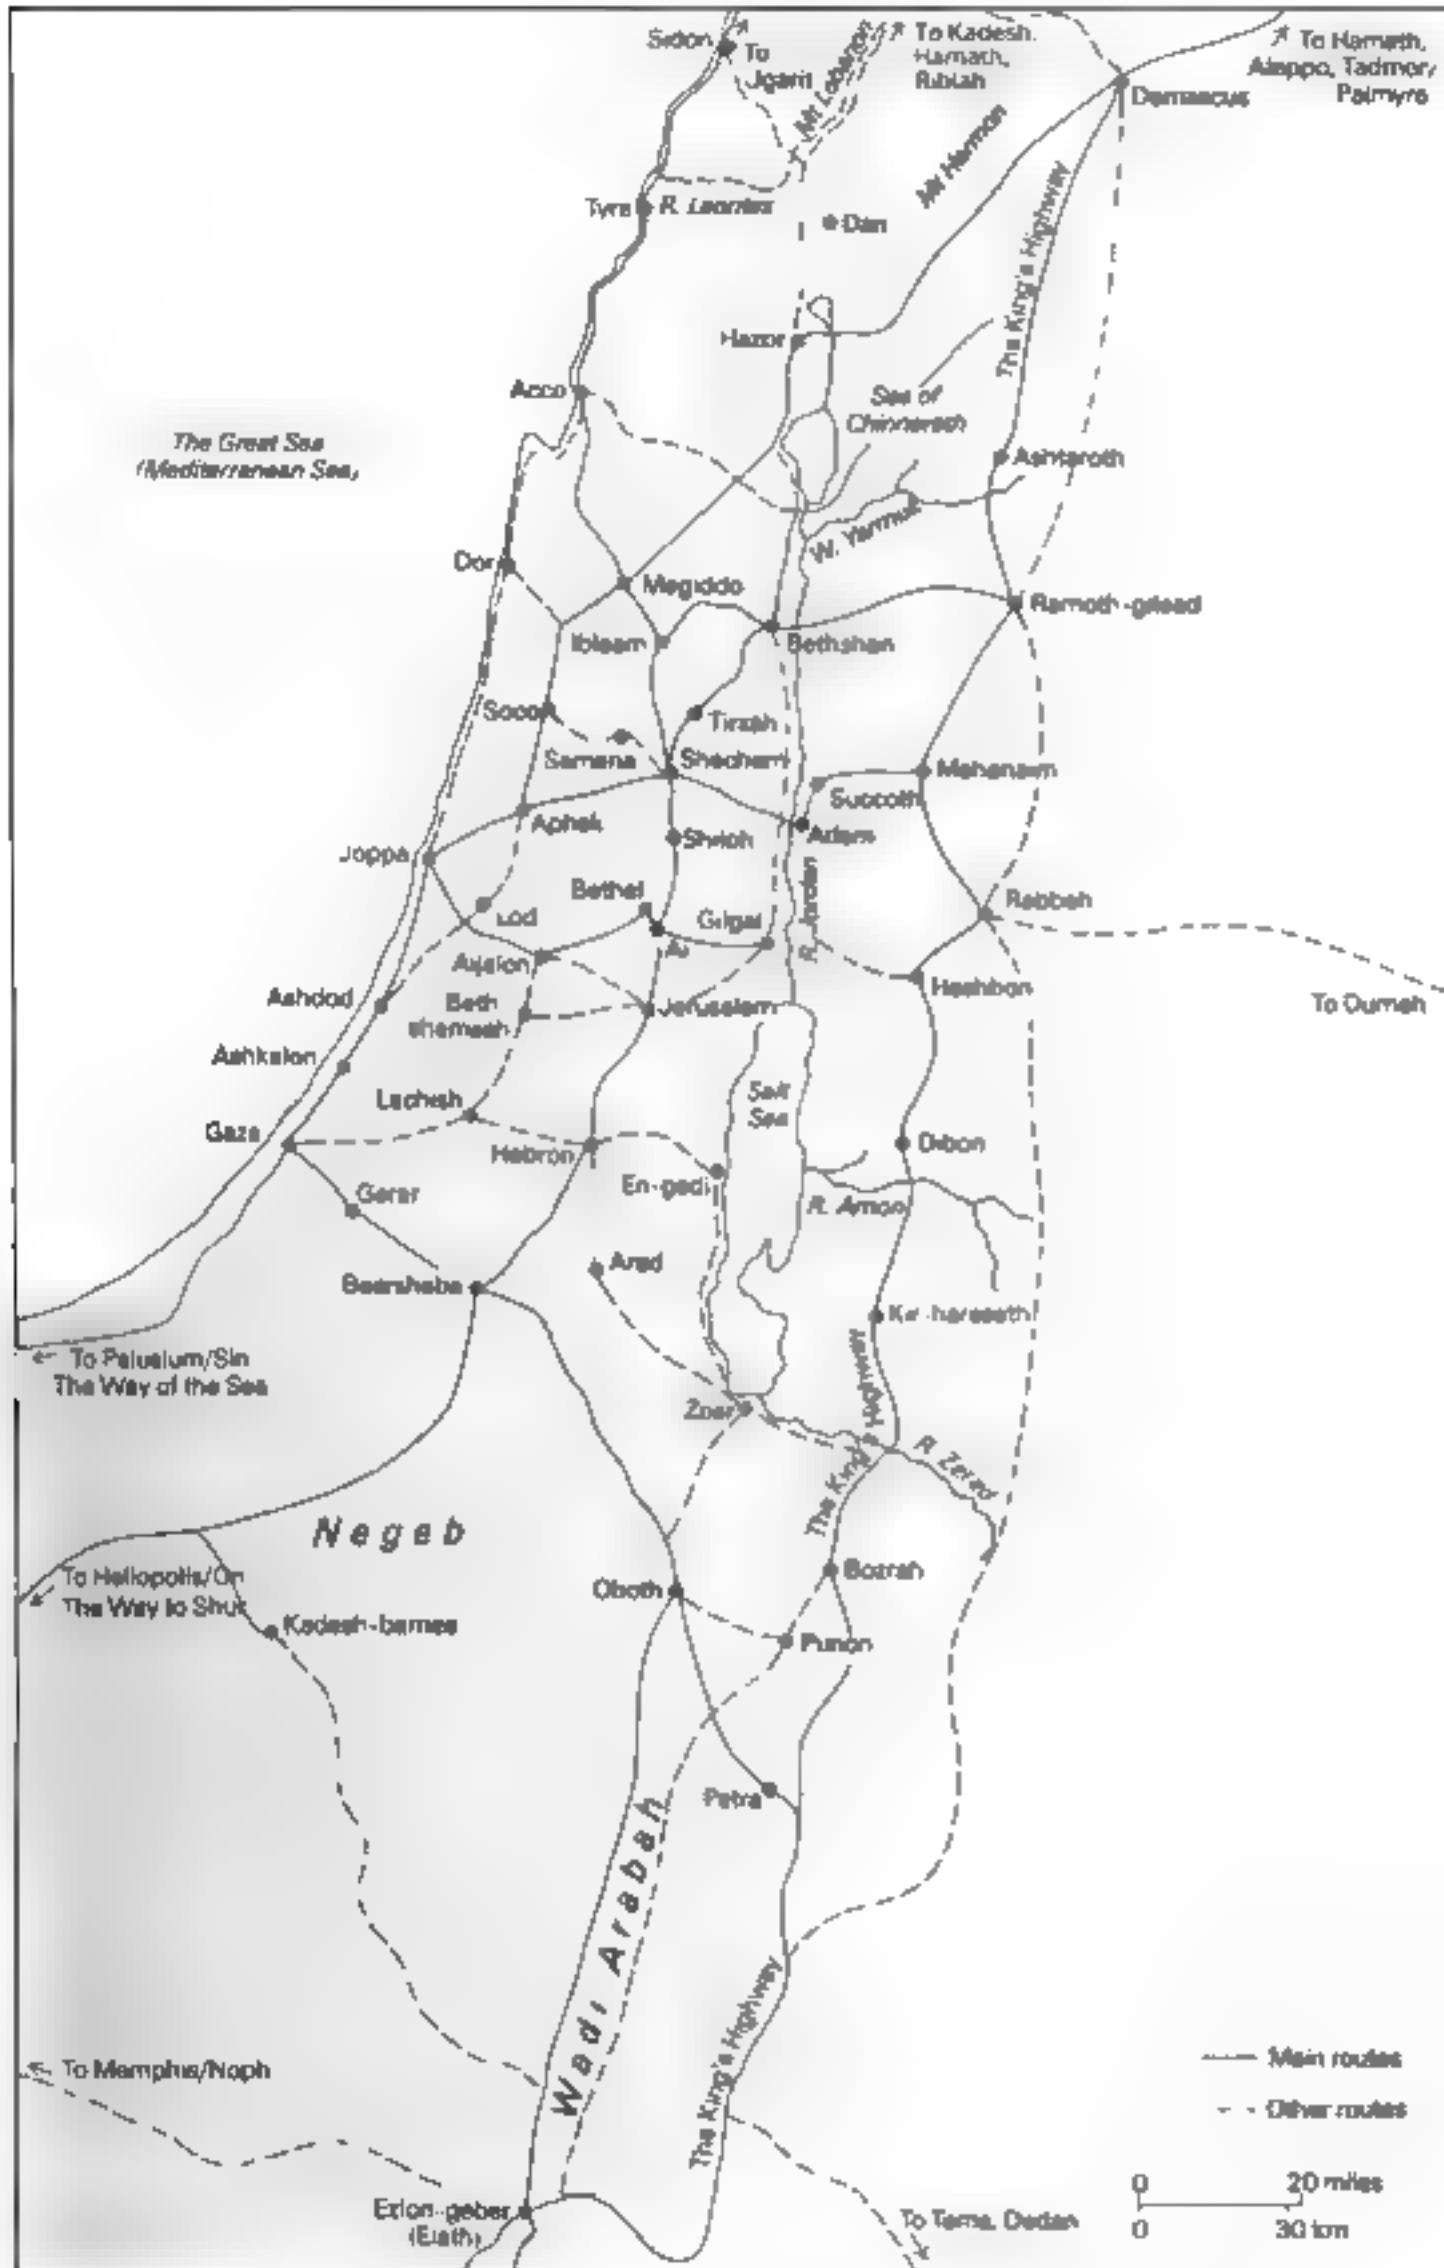 Sidon
To
Ugarit
Mt Lebanon
To Kadesh,
Hamath,
Riblah
To Hamath,
Aleppo, Tadmor/
Palmyra
Damascus
Mt Hermon
Tyre
R. Leontes
Dan
The King's Highway
Hazor
Acco
Sea of
Chinnereth
The Great Sea
(Mediterranean Sea)
Ashtaroth
W. Yarmuk
Dor
Megiddo
Ramoth-gilead
Ibleam
Bethshan
Soco
Tirzah
Samaria
Shechem
Mahanaim
Succoth
Aphek
Adam
Shiloh
Joppa
Bethel
Lod
Gilgal
R. Jordan
Rabbah
Ai
Aijalon
Heshbon
Ashdod
Beth
shemesh
Jerusalem
To Dumah
Ashkelon
Lachish
Salt
Sea
Gaza
Hebron
Dibon
En-gedi
Gerar
R. Arnon
Arad
Beersheba
Kir-hareseth
To Pelusium/Sin
The Way of the Sea
Zoar
The King's Highway
R. Zered
Negeb
To Heliopolis/On
The Way to Shur
Oboth
Bozrah
Kadesh-barnea
Punon
Petra
Wadi Arabah
The King's Highway
To Memphis/Noph
Main routes
Other routes
0 20 miles
0 30 km
Ezion-geber
(Elath)
To Tema, Dedan